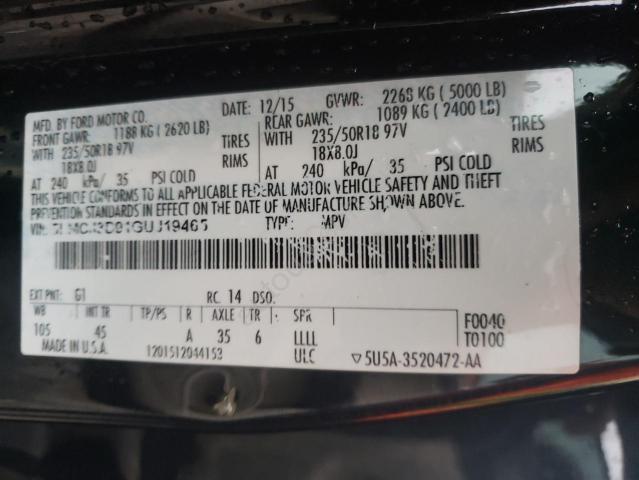 MFD. BY FORD MOTOR CO. DATE: 12/15 GVWR: 2268 KG ( 5000 LB)
FRONT GAWR: 1188 KG ( 2620 LB) REAR GAWR: 1089 KG ( 2400 LB)
WITH 235/50R18 97V TIRES WITH 235/50R18 97V TIRES
18X8.0J RIMS 18X8.0J RIMS
AT 240 kPa/ 35 PSI COLD AT 240 kPa/ 35 PSI COLD
THIS VEHICLE CONFORMS TO ALL APPLICABLE FEDERAL MOTOR VEHICLE SAFETY AND THEFT
PREVENTION STANDARDS IN EFFECT ON THE DATE OF MANUFACTURE SHOWN ABOVE.
VIN: TYPE: MPV
EXT PNT: G1 RC: 14 DSO:
WB INT TR TP/PS R AXLE TR SPR
105 45 A 35 6 LLLL F0040
MADE IN U.S.A. 1201512044153 ULC T0100
5U5A-3520472-AA